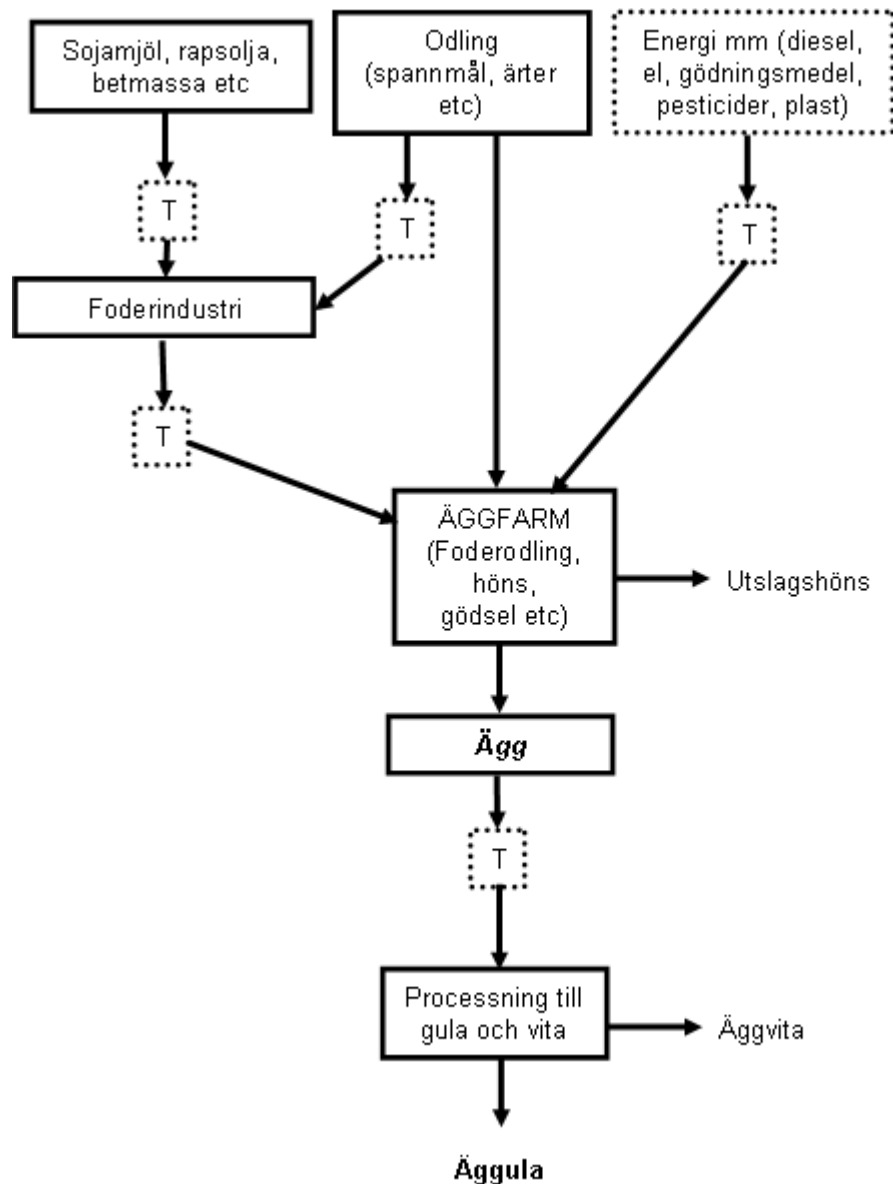 Sojamjöl, rapsolja,
betmassa etc
Odling
(spannmål, ärter
etc)
Energi mm (diesel,
el, gödningsmedel,
pesticider, plast)
T
T
T
Foderindustri
T
ÄGGFARM
(Foderodling,
höns,
gödsel etc)
Utslagshöns
Ägg
T
Processning till
gula och vita
Äggvita
Äggula